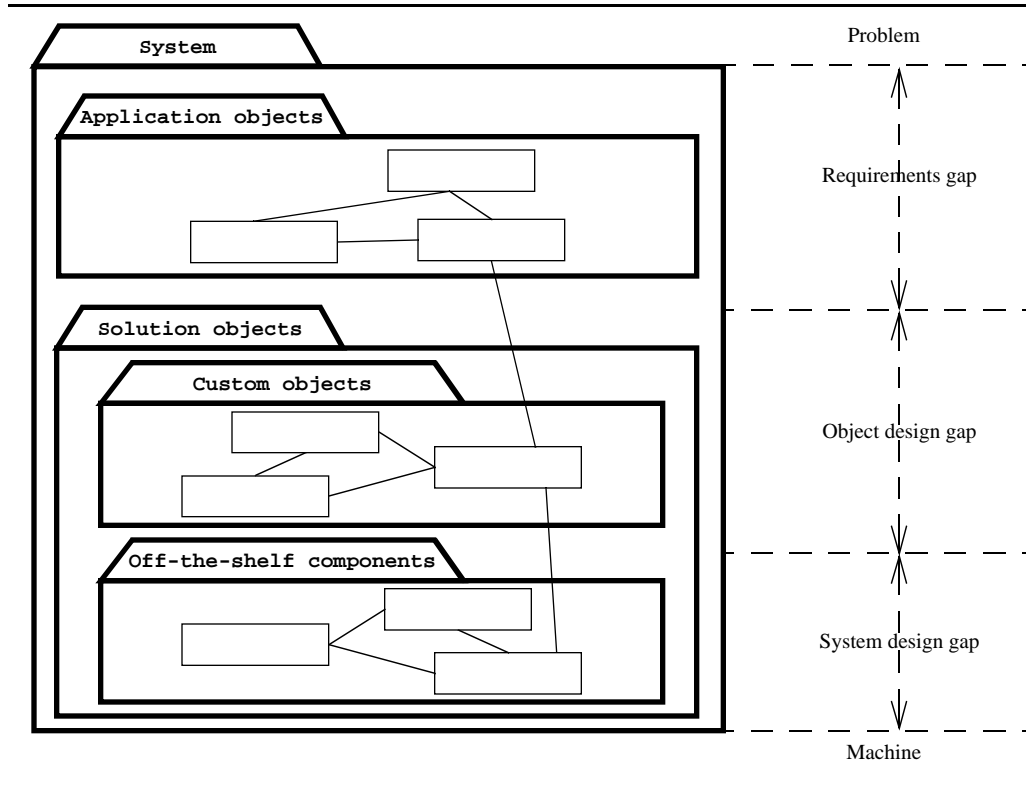 Problem
System
Application objects
Requirements gap
Solution objects
Custom objects
Object design gap
Off-the-shelf components
System design gap
Machine